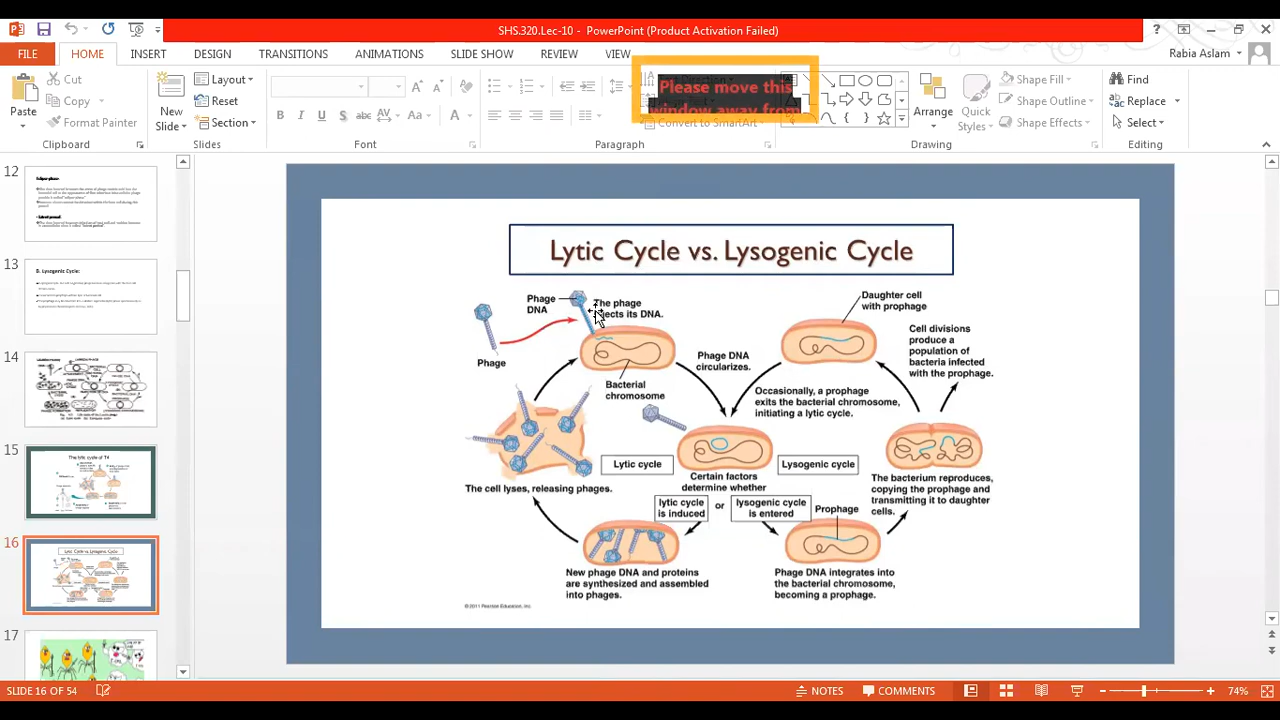 SHS.320.Lec-10 - PowerPoint (Product Activation Failed)
FILE HOME INSERT DESIGN TRANSITIONS ANIMATIONS SLIDE SHOW REVIEW VIEW Rabia Aslam
Cut
Copy
Format Painter
Paste
Clipboard
New
Slide
Layout
Reset
Section
Slides
Font
Please move this
window away from
Convert to SmartArt
Paragraph
Arrange
Quick
Styles
Shape Fill
Shape Outline
Shape Effects
Drawing
Find
Replace
Select
Editing
12
13
B. Lysogenic Cycle:
14
15
The lytic cycle of T4
16
Lytic Cycle vs. Lysogenic Cycle
17
Lytic Cycle vs. Lysogenic Cycle
Phage
DNA
The phage
injects its DNA.
Phage
Bacterial
chromosome
Phage DNA
circularizes.
Daughter cell
with prophage
Cell divisions
produce a
population of
bacteria infected
with the prophage.
Occasionally, a prophage
exits the bacterial chromosome,
initiating a lytic cycle.
Lytic cycle
Lysogenic cycle
The cell lyses, releasing phages.
Certain factors
determine whether
lytic cycle
is induced
or
lysogenic cycle
is entered
The bacterium reproduces,
copying the prophage and
transmitting it to daughter
cells.
Prophage
New phage DNA and proteins
are synthesized and assembled
into phages.
Phage DNA integrates into
the bacterial chromosome,
becoming a prophage.
© 2011 Pearson Education, Inc.
SLIDE 16 OF 54
NOTES
COMMENTS
74%